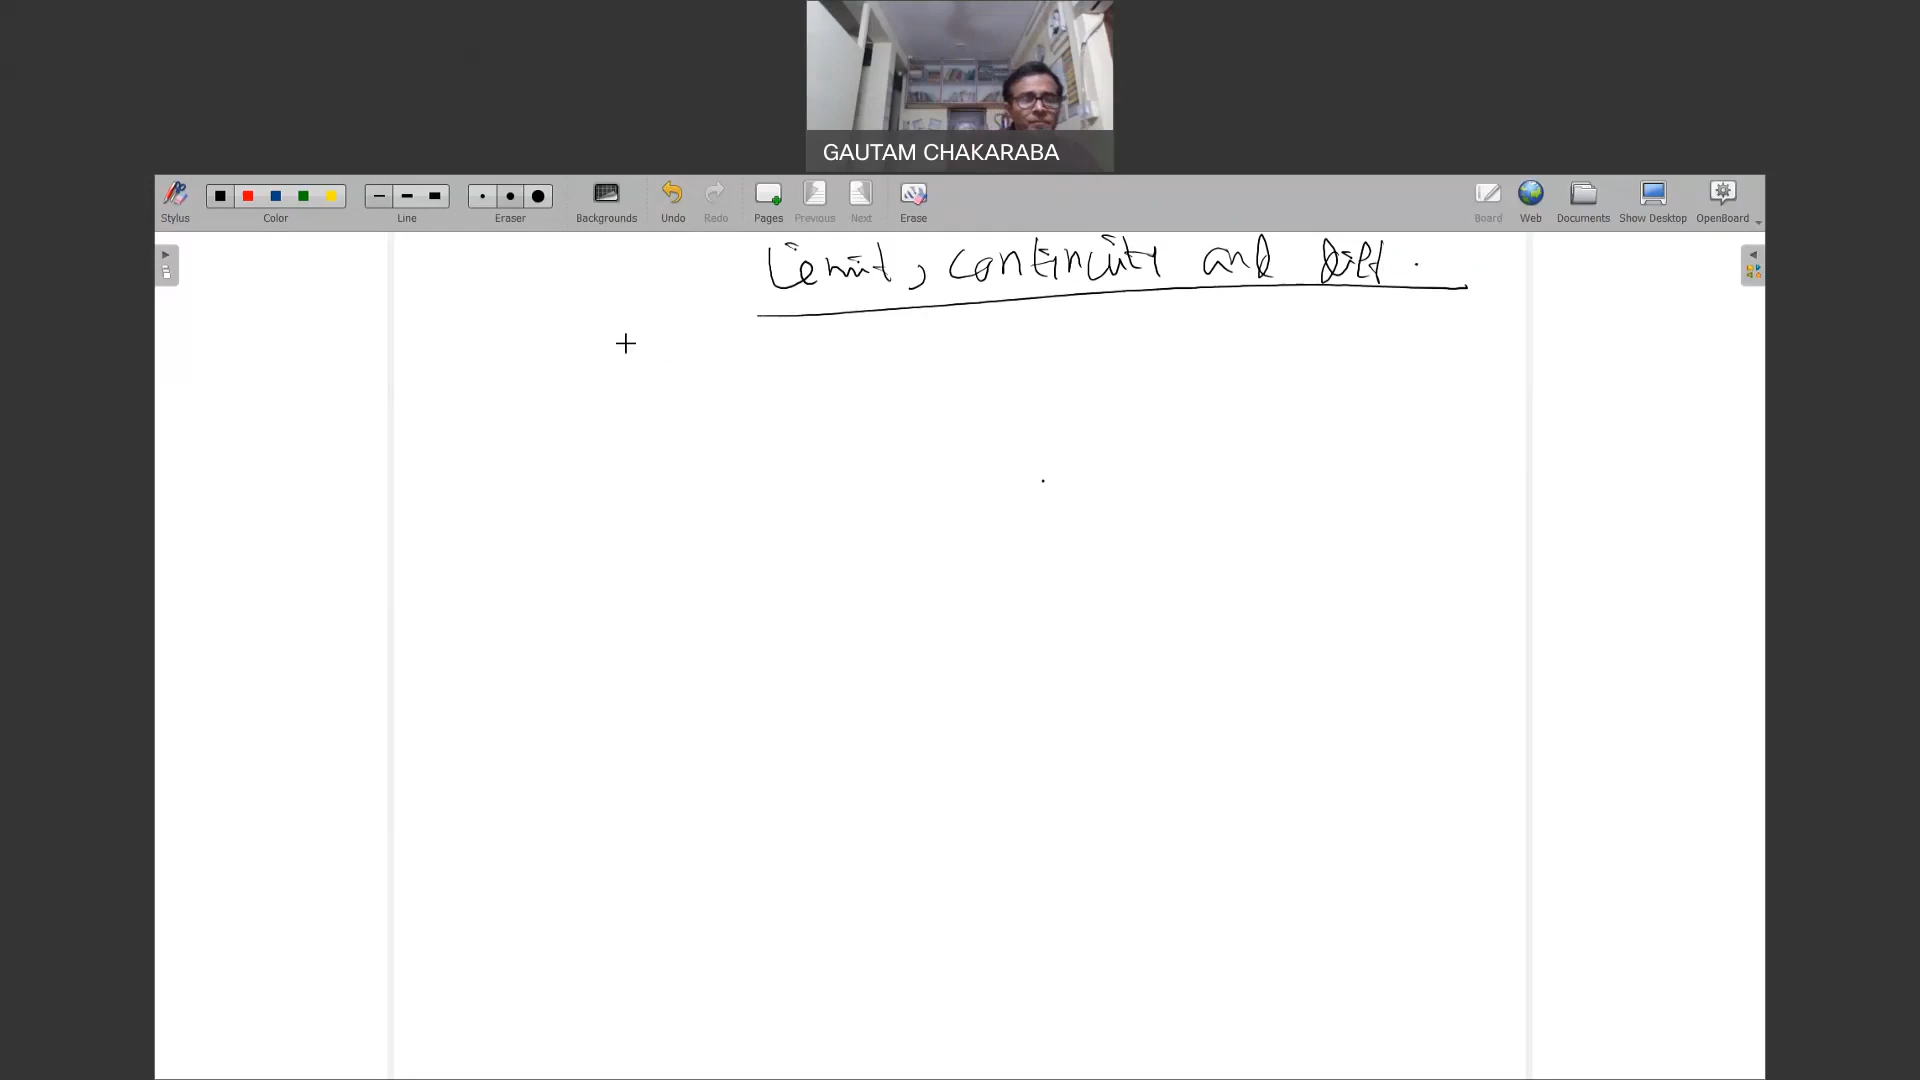 GAUTAM CHAKARABA
Stylus Color Line Eraser Backgrounds Undo Redo Pages Previous Next Erase Board Web Documents Show Desktop OpenBoard
Limit, continuity and diff.